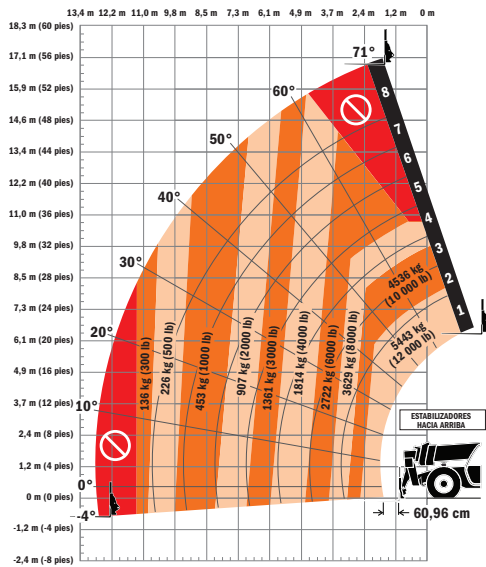 13,4 m 12,2 m 11,0 m 9,8 m 8,5 m 7,3 m 6,1 m 4,9 m 3,7 m 2,4 m 1,2 m 0 m
18,3 m (60 pies)
17,1 m (56 pies)
15,9 m (52 pies)
14,6 m (48 pies)
13,4 m (44 pies)
12,2 m (40 pies)
11,0 m (36 pies)
9,8 m (32 pies)
8,5 m (28 pies)
7,3 m (24 pies)
6,1 m (20 pies)
4,9 m (16 pies)
3,7 m (12 pies)
2,4 m (8 pies)
1,2 m (4 pies)
0 m (0 pies)
-1,2 m (-4 pies)
-2,4 m (-8 pies)
71°
60°
50°
40°
30°
20°
10°
0°
-4°
8
7
6
5
4
3
2
1
136 kg (300 lb)
226 kg (500 lb)
453 kg (1000 lb)
907 kg (2000 lb)
1361 kg (3000 lb)
1814 kg (4000 lb)
2722 kg (6000 lb)
3629 kg (8000 lb)
4536 kg
(10 000 lb)
5443 kg
(12 000 lb)
ESTABILIZADORES
HACIA ARRIBA
60,96 cm